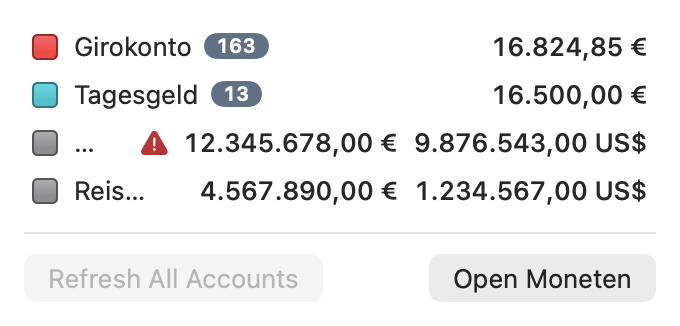 Girokonto 163 16.824,85 €
Tagesgeld 13 16.500,00 €
... 12.345.678,00 € 9.876.543,00 US$
Reis... 4.567.890,00 € 1.234.567,00 US$
Refresh All Accounts Open Moneten